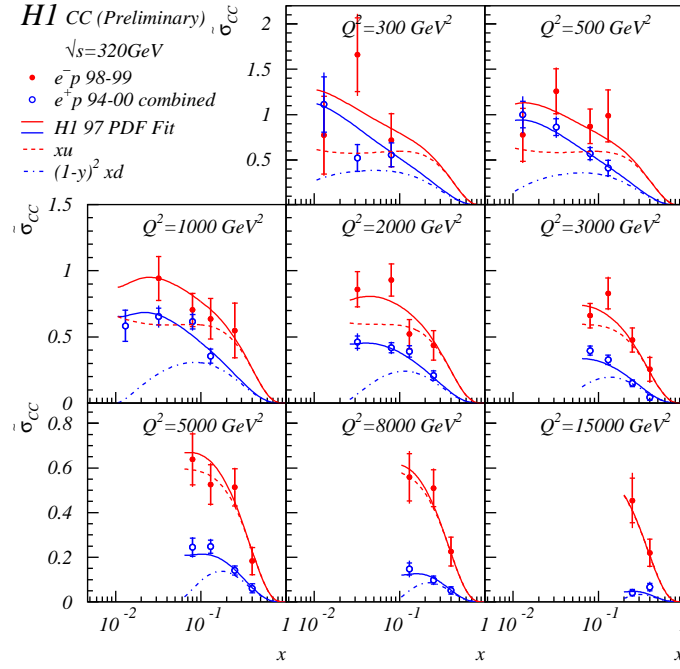 H1 CC (Preliminary)
√s=320GeV
e⁻p 98-99
e⁺p 94-00 combined
H1 97 PDF Fit
xu
(1-y)² xd
σ̃CC
Q²=300 GeV²
Q²=500 GeV²
2
1.5
1
0.5
σ̃CC
Q²=1000 GeV²
Q²=2000 GeV²
Q²=3000 GeV²
1.5
1
0.5
0
σ̃CC
Q²=5000 GeV²
Q²=8000 GeV²
Q²=15000 GeV²
0.8
0.6
0.4
0.2
0
10⁻² 10⁻¹ 1 10⁻² 10⁻¹ 1 10⁻² 10⁻¹ 1
x x x